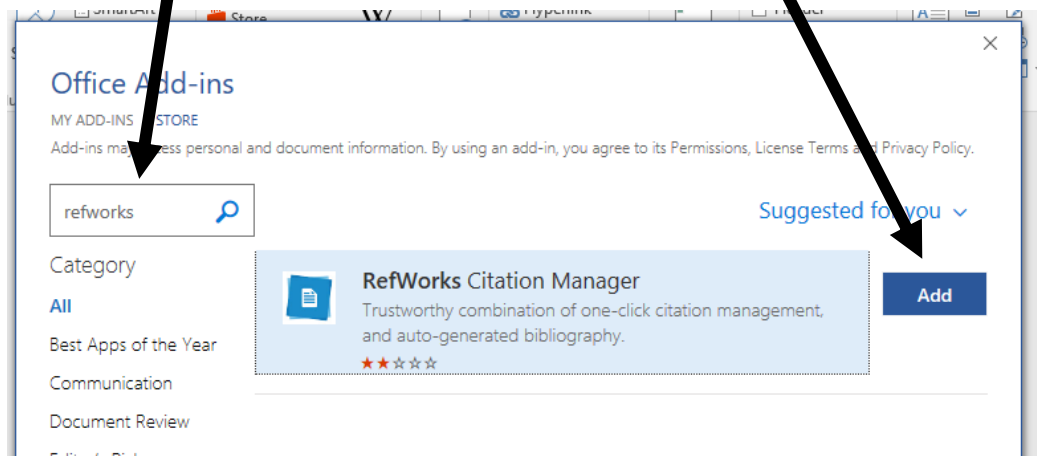 SmartArt
Store
Hyperlink
Header
Office Add-ins
MY ADD-INS STORE
Add-ins may access personal and document information. By using an add-in, you agree to its Permissions, License Terms and Privacy Policy.
refworks
Suggested for you
Category
All
Best Apps of the Year
Communication
Document Review
RefWorks Citation Manager
Trustworthy combination of one-click citation management,
and auto-generated bibliography.
Add